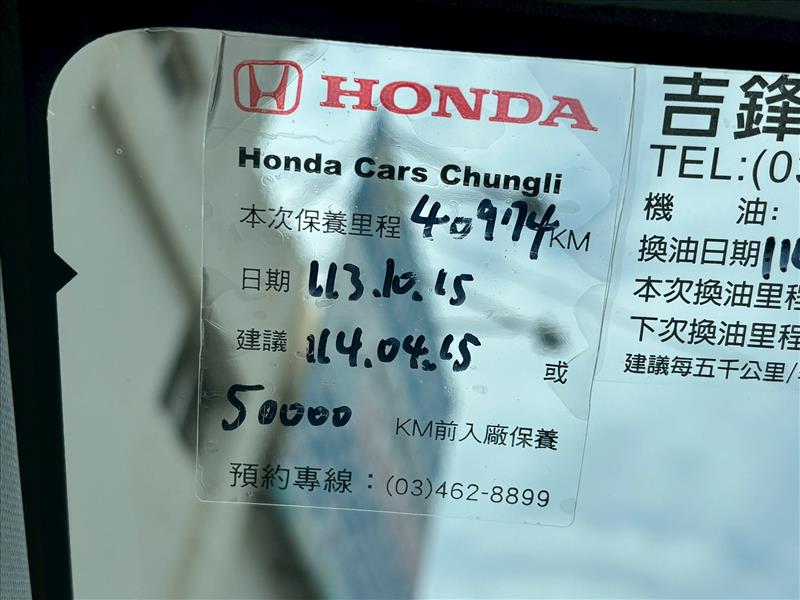 HONDA
Honda Cars Chungli
本次保養里程 40974 KM
日期 113.10.15
建議 114.04.15 或
50000 KM前入廠保養
預約專線：(03)462-8899
吉鋒
TEL:(03
機 油:
換油日期 11
本次換油里程
下次換油里程
建議每五千公里/